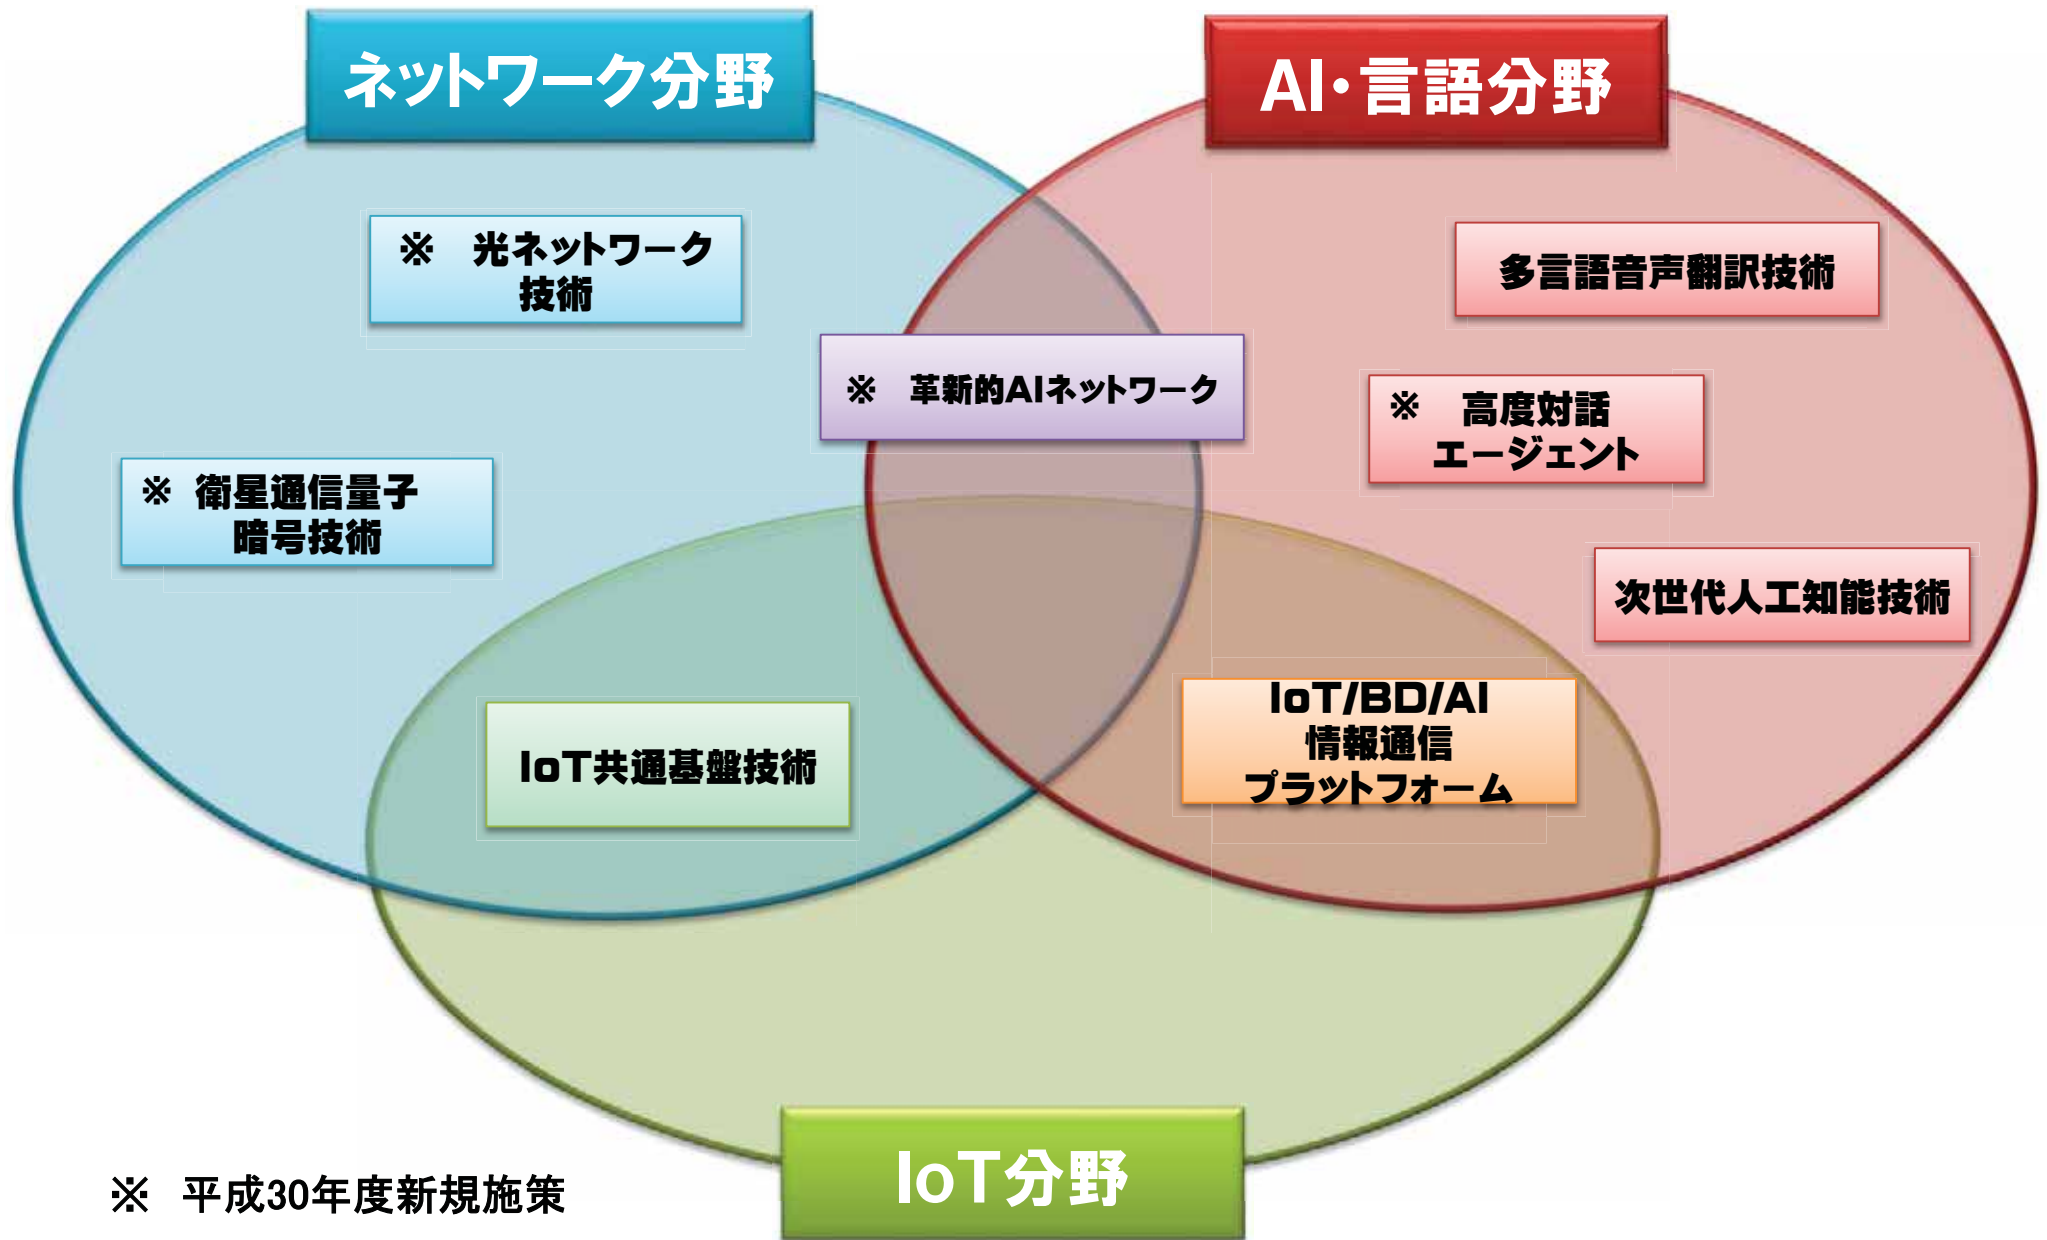 ネットワーク分野
AI・言語分野
※　光ネットワーク
技術
多言語音声翻訳技術
※　革新的AIネットワーク
※　高度対話
エージェント
※　衛星通信量子
暗号技術
次世代人工知能技術
IoT共通基盤技術
IoT/BD/AI
情報通信
プラットフォーム
IoT分野
※　平成30年度新規施策